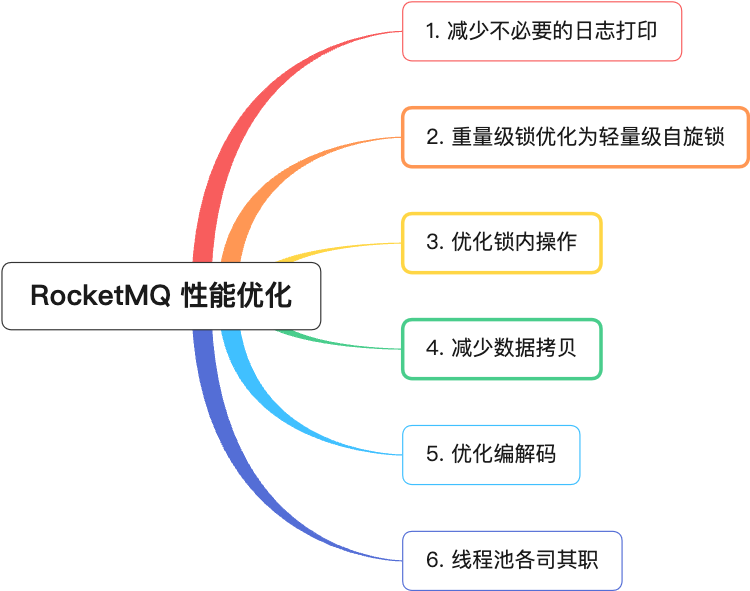 1. 减少不必要的日志打印
2. 重量级锁优化为轻量级自旋锁
3. 优化锁内操作
RocketMQ 性能优化
4. 减少数据拷贝
5. 优化编解码
6. 线程池各司其职